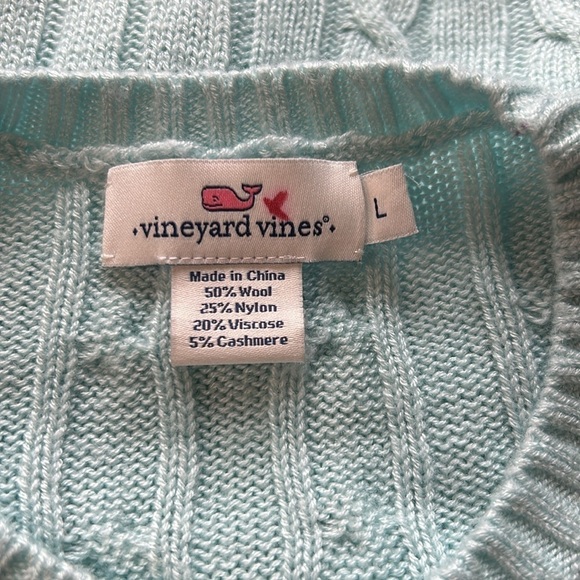 ·vineyard vines®·
L
Made in China
50% Wool
25% Nylon
20% Viscose
5% Cashmere